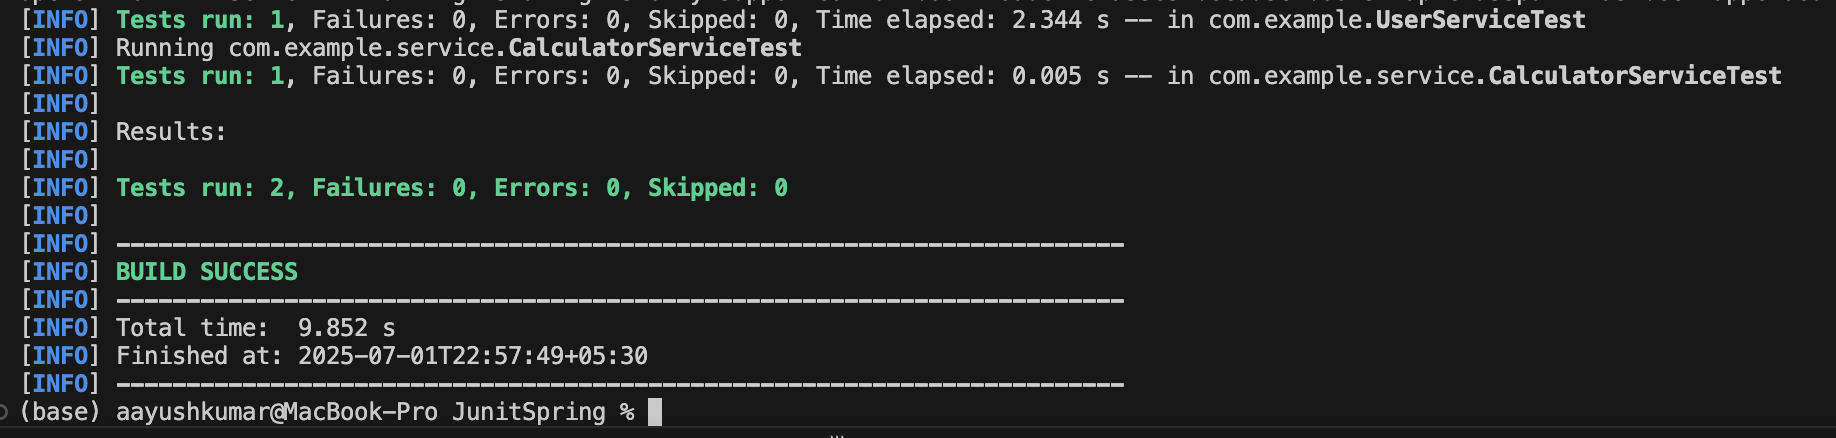 [INFO] Tests run: 1, Failures: 0, Errors: 0, Skipped: 0, Time elapsed: 2.344 s -- in com.example.UserServiceTest
[INFO] Running com.example.service.CalculatorServiceTest
[INFO] Tests run: 1, Failures: 0, Errors: 0, Skipped: 0, Time elapsed: 0.005 s -- in com.example.service.CalculatorServiceTest
[INFO]
[INFO] Results:
[INFO]
[INFO] Tests run: 2, Failures: 0, Errors: 0, Skipped: 0
[INFO]
[INFO] ------------------------------------------------------------------------
[INFO] BUILD SUCCESS
[INFO] ------------------------------------------------------------------------
[INFO] Total time:  9.852 s
[INFO] Finished at: 2025-07-01T22:57:49+05:30
[INFO] ------------------------------------------------------------------------
(base) aayushkumar@MacBook-Pro JunitSpring %